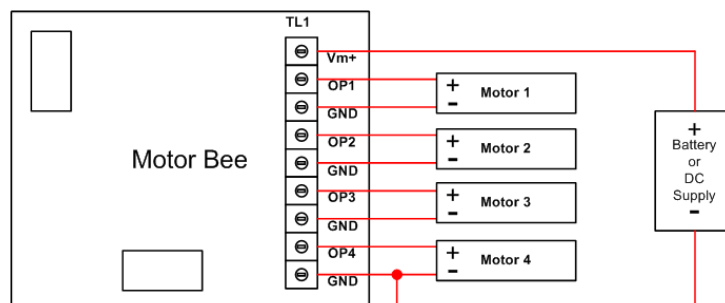 TL1
Vm+
OP1
GND
OP2
GND
OP3
GND
OP4
GND
Motor Bee
+
-
Motor 1
+
-
Motor 2
+
-
Motor 3
+
-
Motor 4
+
Battery
or
DC
Supply
-